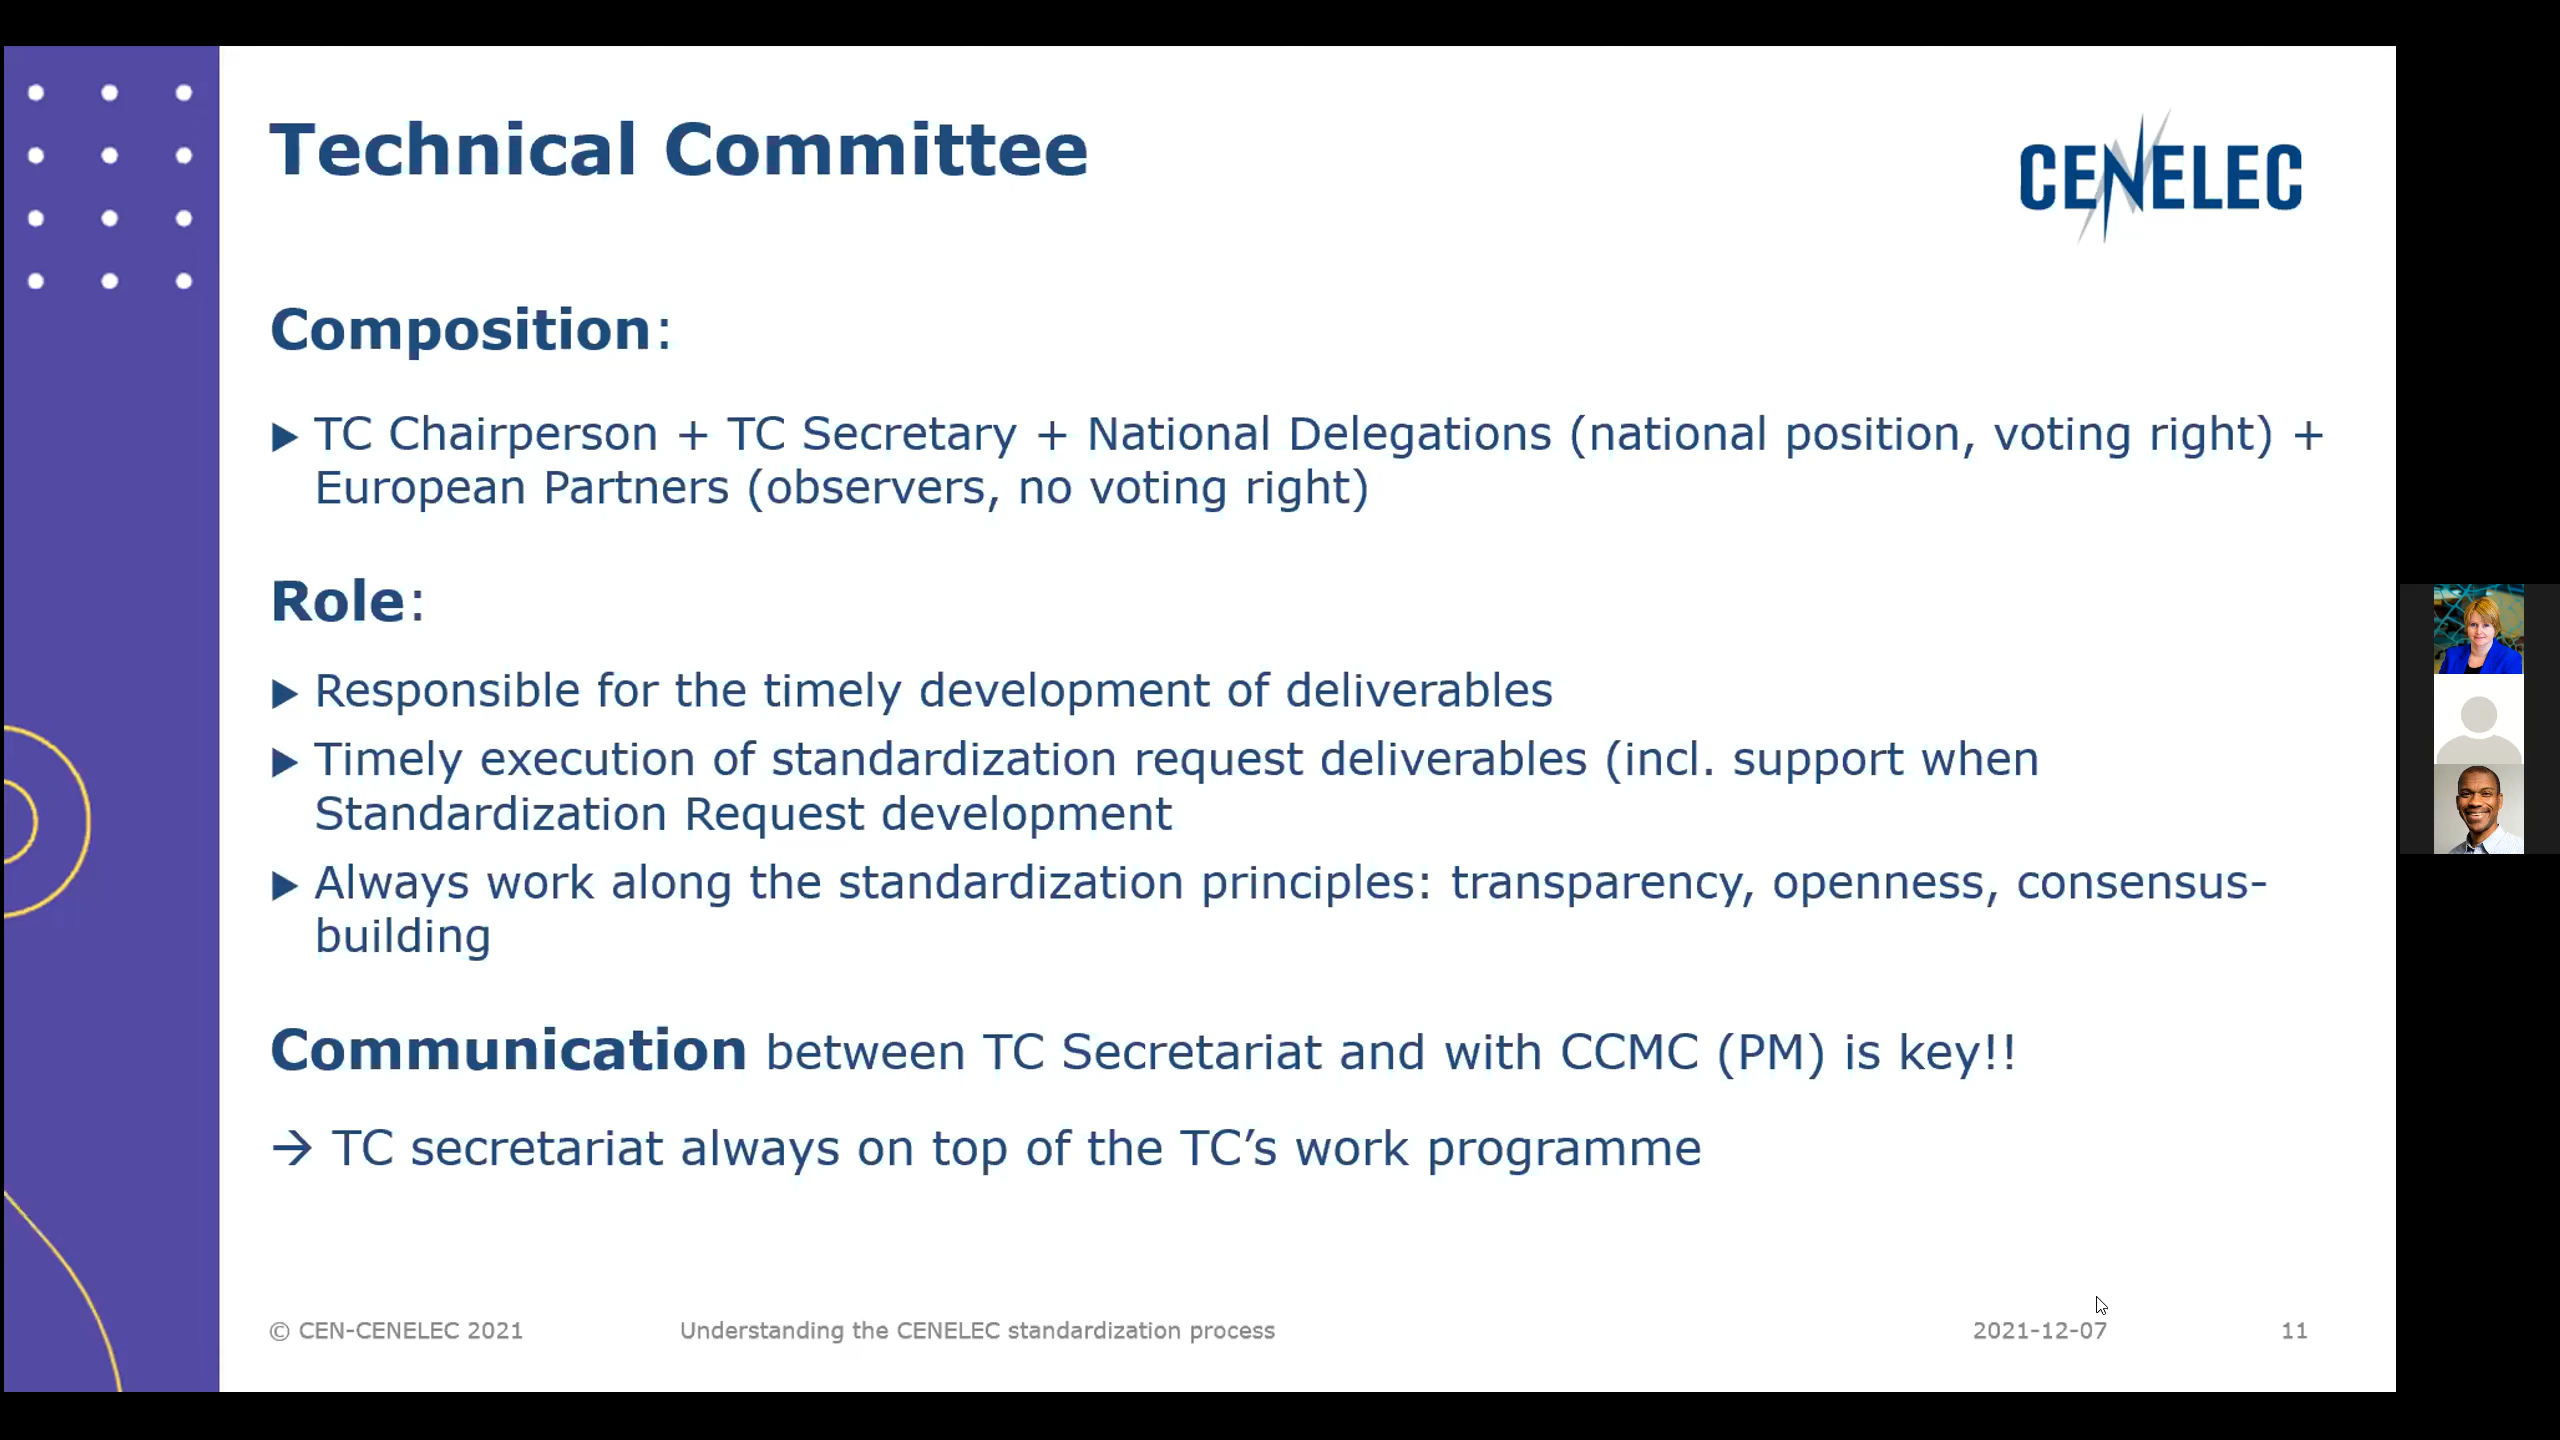 Technical Committee
CENELEC
Composition:
▶ TC Chairperson + TC Secretary + National Delegations (national position, voting right) +
European Partners (observers, no voting right)
Role:
▶ Responsible for the timely development of deliverables
▶ Timely execution of standardization request deliverables (incl. support when
Standardization Request development
▶ Always work along the standardization principles: transparency, openness, consensus-
building
Communication between TC Secretariat and with CCMC (PM) is key!!
→ TC secretariat always on top of the TC’s work programme
© CEN-CENELEC 2021 Understanding the CENELEC standardization process 2021-12-07 11